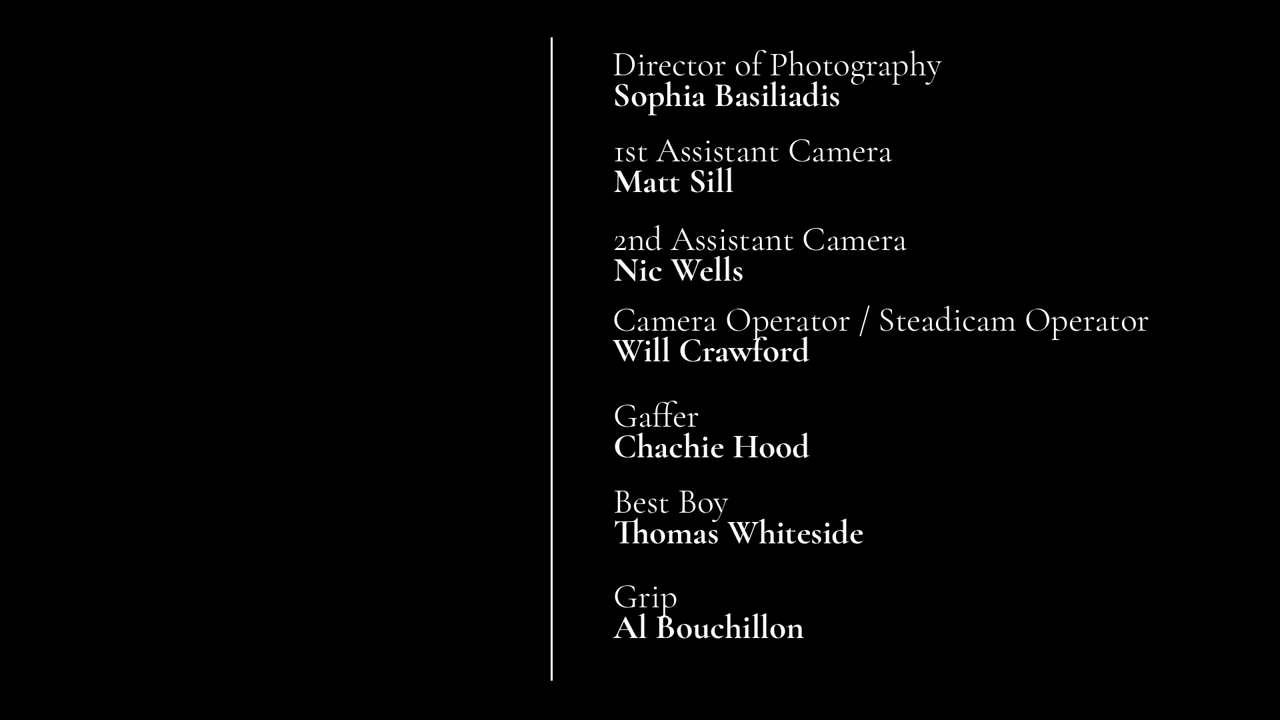 Director of Photography
Sophia Basiliadis
1st Assistant Camera
Matt Sill
2nd Assistant Camera
Nic Wells
Camera Operator / Steadicam Operator
Will Crawford
Gaffer
Chachie Hood
Best Boy
Thomas Whiteside
Grip
Al Bouchillon